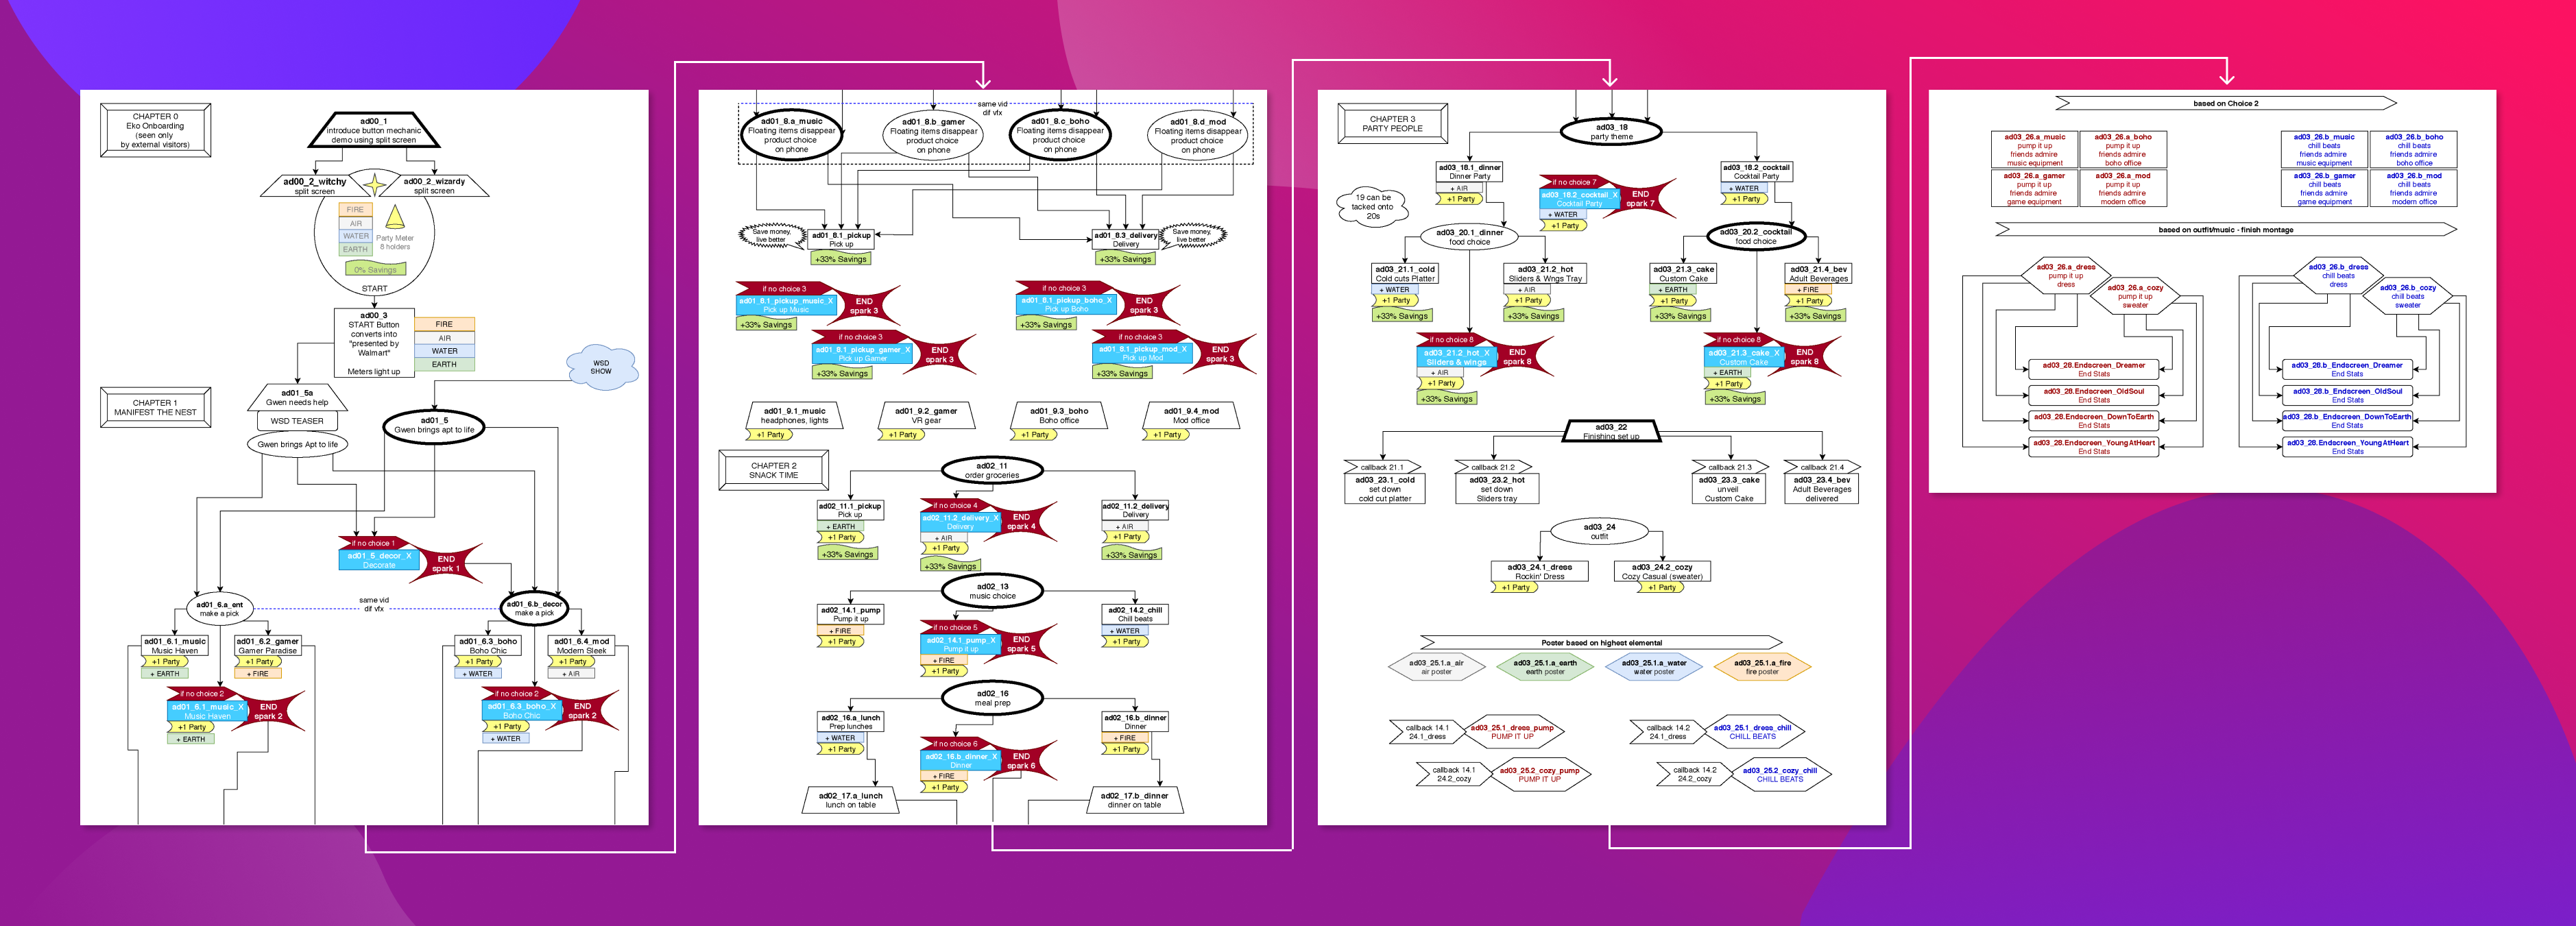 CHAPTER 0
Eko Onboarding
(seen only
by external visitors)
ad00_1
introduce button mechanic
demo using split screen
ad00_2_witchy
split screen
ad00_2_wizardy
split screen
FIRE
AIR
WATER
EARTH
Party Meter
8 holders
0% Savings
START
ad00_3
START Button
converts into
"presented by
Walmart"
Meters light up
FIRE
AIR
WATER
EARTH
WSD
SHOW
CHAPTER 1
MANIFEST THE NEST
ad01_5a
Gwen needs help
WSD TEASER
Gwen brings Apt to life
ad01_5
Gwen brings apt to life
if no choice 1
ad01_5_decor_X
Decorate
END
spark 1
ad01_6.a_ent
make a pick
same vid
dif vfx
ad01_6.b_decor
make a pick
ad01_6.1_music
Music Haven
+1 Party
+ EARTH
ad01_6.2_gamer
Gamer Paradise
+1 Party
+ FIRE
ad01_6.3_boho
Boho Chic
+1 Party
+ WATER
ad01_6.4_mod
Modern Sleek
+1 Party
+ AIR
if no choice 2
ad01_6.1_music_X
Music Haven
+1 Party
+ EARTH
END
spark 2
if no choice 2
ad01_6.3_boho_X
Boho Chic
+1 Party
+ WATER
END
spark 2
same vid
dif vfx
ad01_8.a_music
Floating items disappear
product choice
on phone
ad01_8.b_gamer
Floating items disappear
product choice
on phone
ad01_8.c_boho
Floating items disappear
product choice
on phone
ad01_8.d_mod
Floating items disappear
product choice
on phone
Save money,
live better
ad01_8.1_pickup
Pick up
+33% Savings
ad01_8.3_delivery
Delivery
+33% Savings
Save money,
live better
if no choice 3
ad01_8.1_pickup_music_X
Pick up Music
+33% Savings
END
spark 3
if no choice 3
ad01_8.1_pickup_boho_X
Pick up Boho
+33% Savings
END
spark 3
if no choice 3
ad01_8.1_pickup_gamer_X
Pick up Gamer
+33% Savings
END
spark 3
if no choice 3
ad01_8.1_pickup_mod_X
Pick up Mod
+33% Savings
END
spark 3
ad01_9.1_music
headphones, lights
+1 Party
ad01_9.2_gamer
VR gear
+1 Party
ad01_9.3_boho
Boho office
+1 Party
ad01_9.4_mod
Mod office
+1 Party
CHAPTER 2
SNACK TIME
ad02_11
order groceries
ad02_11.1_pickup
Pick up
+ EARTH
+1 Party
+33% Savings
if no choice 4
ad02_11.2_delivery_X
Delivery
+ AIR
+1 Party
+33% Savings
END
spark 4
ad02_11.2_delivery
Delivery
+ AIR
+1 Party
+33% Savings
ad02_13
music choice
ad02_14.1_pump
Pump it up
+ FIRE
+1 Party
if no choice 5
ad02_14.1_pump_X
Pump it up
+ FIRE
+1 Party
END
spark 5
ad02_14.2_chill
Chill beats
+ WATER
+1 Party
ad02_16
meal prep
ad02_16.a_lunch
Prep lunches
+ WATER
+1 Party
if no choice 6
ad02_16.b_dinner_X
Dinner
+ FIRE
+1 Party
END
spark 6
ad02_16.b_dinner
Dinner
+ FIRE
+1 Party
ad02_17.a_lunch
lunch on table
ad02_17.b_dinner
dinner on table
CHAPTER 3
PARTY PEOPLE
ad03_18
party theme
ad03_18.1_dinner
Dinner Party
+ AIR
+1 Party
if no choice 7
ad03_18.2_cocktail_X
Cocktail Party
+ WATER
+1 Party
END
spark 7
ad03_18.2_cocktail
Cocktail Party
+ WATER
+1 Party
19 can be
tacked onto
20s
ad03_20.1_dinner
food choice
ad03_20.2_cocktail
food choice
ad03_21.1_cold
Cold cuts Platter
+ WATER
+1 Party
+33% Savings
ad03_21.2_hot
Sliders & Wngs Tray
+ AIR
+1 Party
+33% Savings
ad03_21.3_cake
Custom Cake
+ EARTH
+1 Party
+33% Savings
ad03_21.4_bev
Adult Beverages
+ FIRE
+1 Party
+33% Savings
if no choice 8
ad03_21.2_hot_X
Sliders & wings
+ AIR
+1 Party
+33% Savings
END
spark 8
if no choice 8
ad03_21.3_cake_X
Custom Cake
+ EARTH
+1 Party
+33% Savings
END
spark 8
ad03_22
Finishing set up
callback 21.1
ad03_23.1_cold
set down
cold cut platter
callback 21.2
ad03_23.2_hot
set down
Sliders tray
callback 21.3
ad03_23.3_cake
unveil
Custom Cake
callback 21.4
ad03_23.4_bev
Adult Beverages
delivered
ad03_24
outfit
ad03_24.1_dress
Rockin' Dress
+1 Party
ad03_24.2_cozy
Cozy Casual (sweater)
+1 Party
Poster based on highest elemental
ad03_25.1.a_air
air poster
ad03_25.1.a_earth
earth poster
ad03_25.1.a_water
water poster
ad03_25.1.a_fire
fire poster
callback 14.1
24.1_dress
ad03_25.1_dress_pump
PUMP IT UP
callback 14.2
24.1_dress
ad03_25.1_dress_chill
CHILL BEATS
callback 14.1
24.2_cozy
ad03_25.2_cozy_pump
PUMP IT UP
callback 14.2
24.2_cozy
ad03_25.2_cozy_chill
CHILL BEATS
based on Choice 2
ad03_26.a_music
pump it up
friends admire
music equipment
ad03_26.a_boho
pump it up
friends admire
boho office
ad03_26.a_gamer
pump it up
friends admire
game equipment
ad03_26.a_mod
pump it up
friends admire
modern office
ad03_26.b_music
chill beats
friends admire
music equipment
ad03_26.b_boho
chill beats
friends admire
boho office
ad03_26.b_gamer
chill beats
friends admire
game equipment
ad03_26.b_mod
chill beats
friends admire
modern office
based on outfit/music - finish montage
ad03_26.a_dress
pump it up
dress
ad03_26.a_cozy
pump it up
sweater
ad03_26.b_dress
chill beats
dress
ad03_26.b_cozy
chill beats
sweater
ad03_28.Endscreen_Dreamer
End Stats
ad03_28.Endscreen_OldSoul
End Stats
ad03_28.Endscreen_DownToEarth
End Stats
ad03_28.Endscreen_YoungAtHeart
End Stats
ad03_28.b_Endscreen_Dreamer
End Stats
ad03_28.b_Endscreen_OldSoul
End Stats
ad03_28.b_Endscreen_DownToEarth
End Stats
ad03_28.b_Endscreen_YoungAtHeart
End Stats